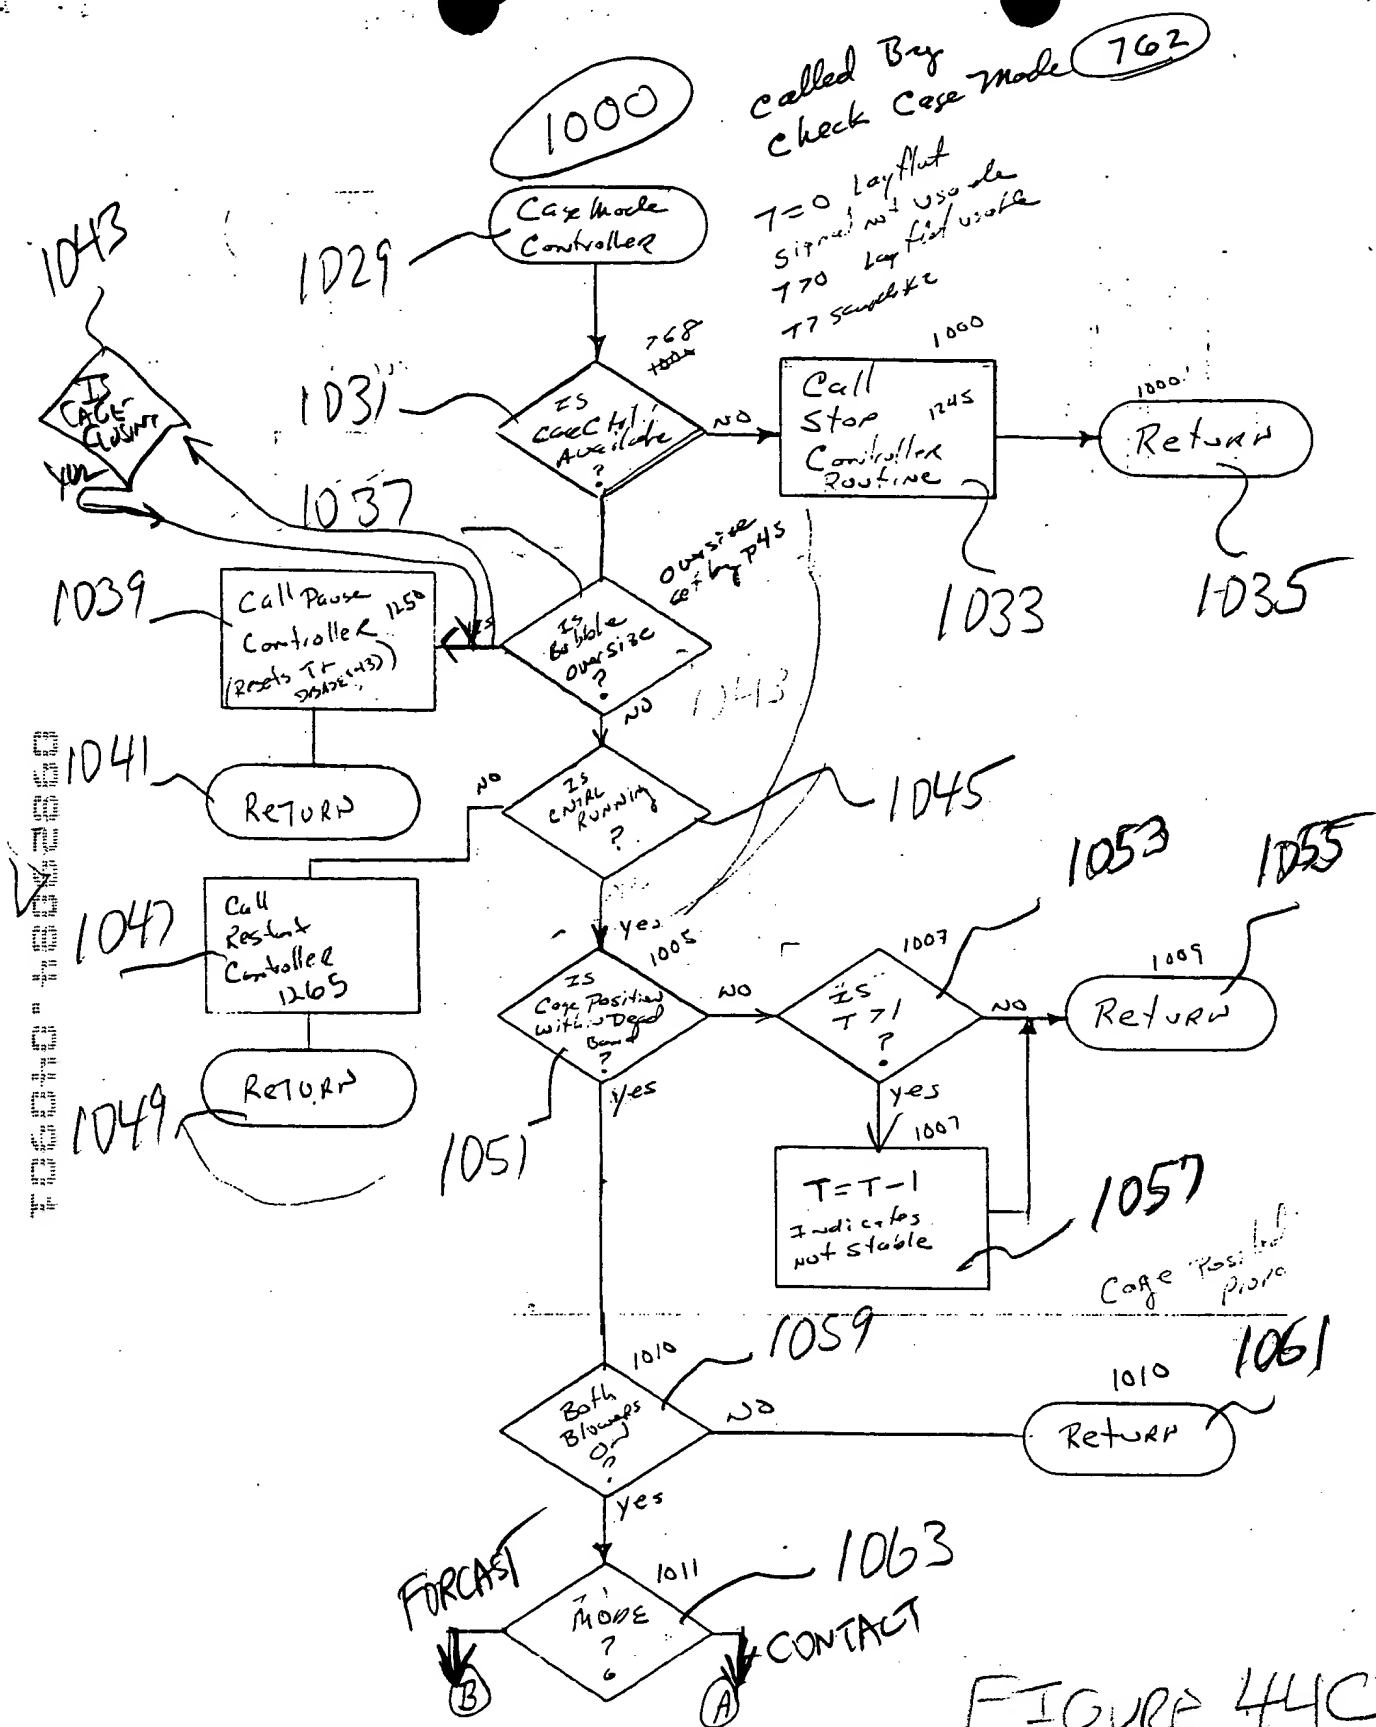 1000
Called By
Check Cage Mode 762
T=0 Layflat
Signal not usable
T>0 Layflat usable
1043
1029
Cage Mode
Controller
768
1000
1031
Is
Available
?
NO
Call
Stop 1245
Controller
Routine
1000
Return
1033
1035
IS
CAGE
CLOSING
1037
oversize
set by P45
1039
Call Pause
Controller 1250
Is
Bubble
oversize
?
NO
1043
1041
RETURN
NO
Is
CNTRL
RUNNING
?
1045
yes
1047
Call
Restart
Controller
1265
1049
RETURN
1005
Is
Cage Position
within Dead
Band
?
NO
yes
1051
1007
IS
T>1
?
NO
yes
1053
1009
Return
1055
1007
T=T-1
Indicates
Not Stable
1057
Cage
1010
Both
Blowers
On
?
NO
yes
1059
1010
Return
1061
FORCAST
1011
MODE
?
1063
CONTACT
B
A
FIGURE 44C